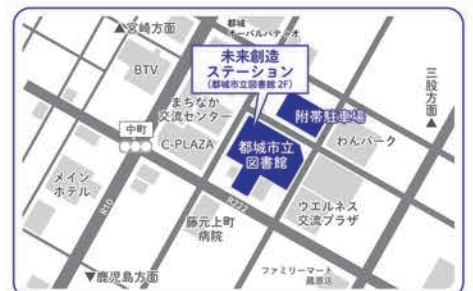 ▲宮崎方面
都城
オーバルパティオ
未来創造
ステーション
(都城市立図書館 2F)
BTV
三股方面▲
まちなか
交流センター
附帯駐車場
中町
C-PLAZA
都城市立
図書館
わんパーク
メイン
ホテル
R10
R222
藤元上町
病院
ウエルネス
交流プラザ
▼鹿児島方面
ファミリーマート
蔵原店